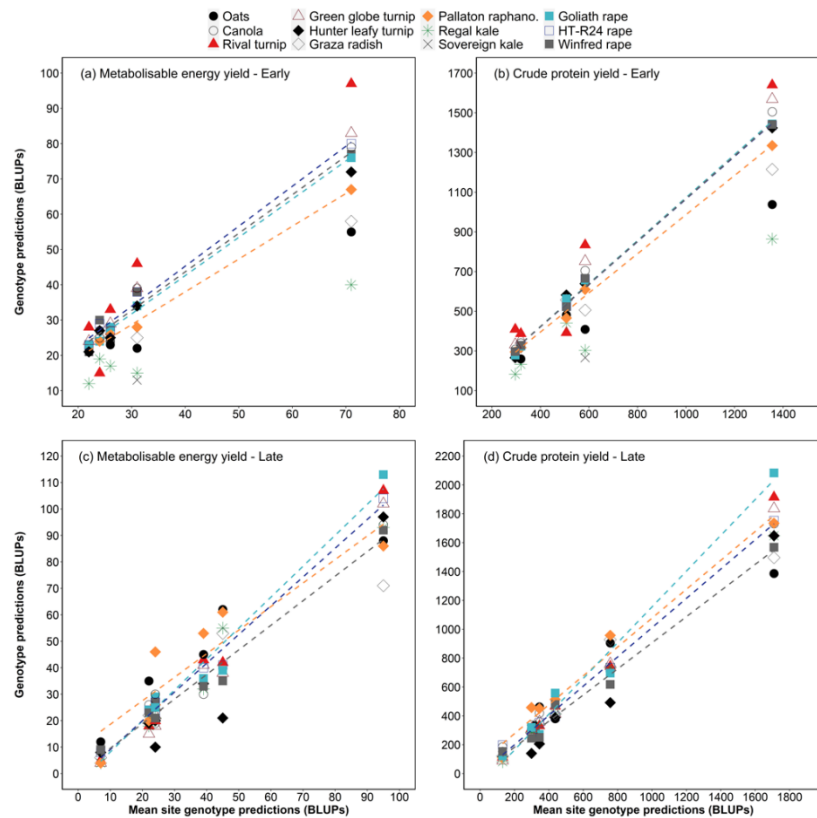 Oats Green globe turnip Pallaton raphano. Goliath rape
Canola Hunter leafy turnip Regal kale HT-R24 rape
Rival turnip Graza radish Sovereign kale Winfred rape
(a) Metabolisable energy yield - Early
100
90
80
70
60
50
40
30
20
10
20 30 40 50 60 70 80
Genotype predictions (BLUPs)
(b) Crude protein yield - Early
1700
1500
1300
1100
900
700
500
300
100
200 400 600 800 1000 1200 1400
(c) Metabolisable energy yield - Late
120
110
100
90
80
70
60
50
40
30
20
10
0
0 10 20 30 40 50 60 70 80 90 100
Genotype predictions (BLUPs)
Mean site genotype predictions (BLUPs)
(d) Crude protein yield - Late
2200
2000
1800
1600
1400
1200
1000
800
600
400
200
0
0 200 400 600 800 1000 1200 1400 1600 1800
Mean site genotype predictions (BLUPs)